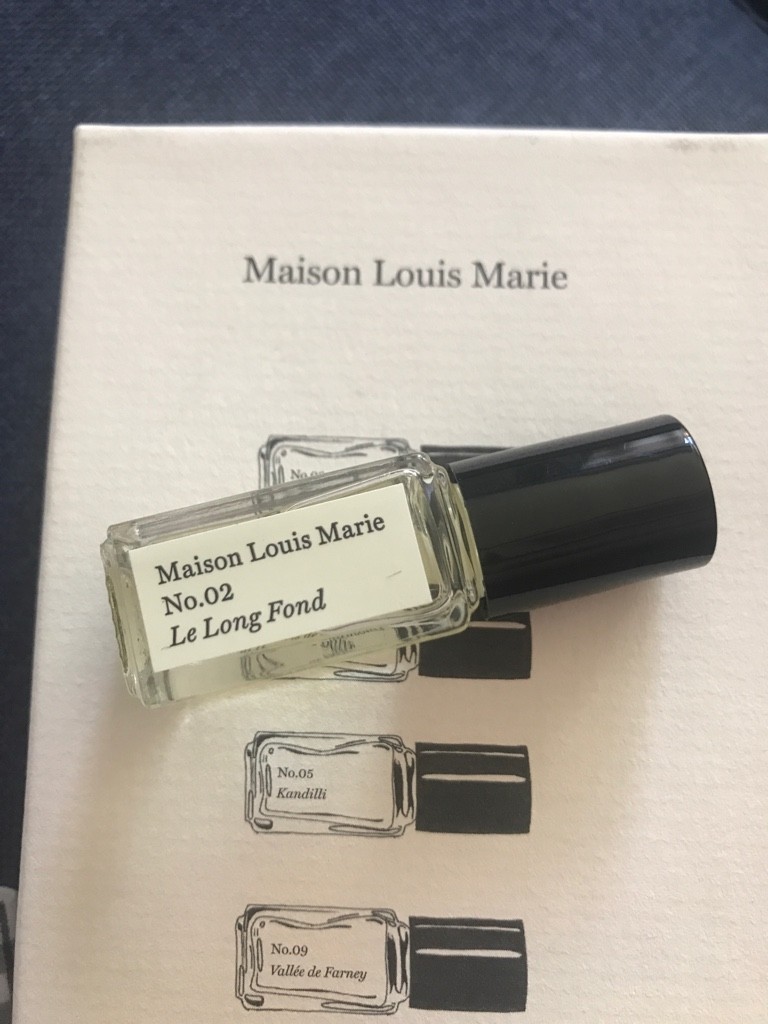 Maison Louis Marie
Maison Louis Marie
No.02
Le Long Fond
No.05
Kandilli
No.09
Vallée de Farney